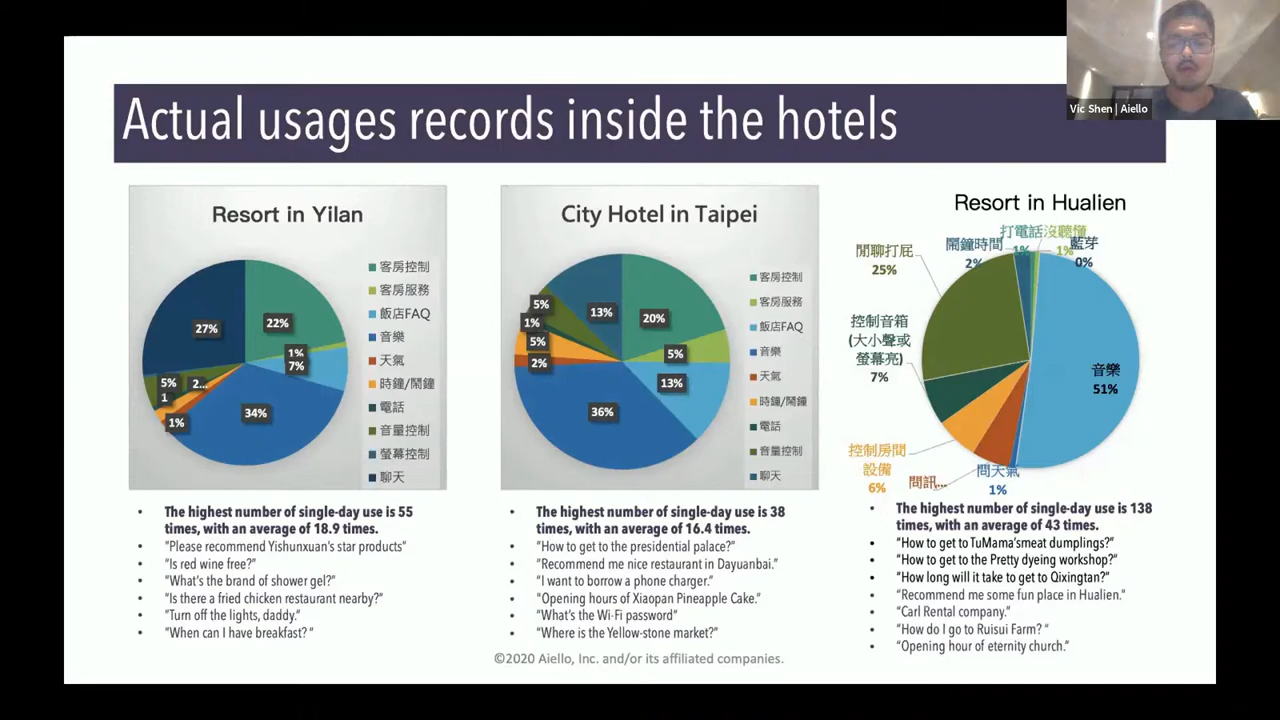 Vic Shen | Aiello
Actual usages records inside the hotels
Resort in Yilan
27%
22%
1%
7%
5%
2...
1
1%
34%
客房控制
客房服務
飯店FAQ
音樂
天氣
時鐘/鬧鐘
電話
音量控制
螢幕控制
聊天
• The highest number of single-day use is 55
times, with an average of 18.9 times.
• “Please recommend Yishunxuan's star products”
• “Is red wine free?”
• “What's the brand of shower gel?”
• “Is there a fried chicken restaurant nearby?”
• “Turn off the lights, daddy.”
• “When can I have breakfast? “
City Hotel in Taipei
13%
20%
5%
1%
5%
2%
5%
13%
36%
客房控制
客房服務
飯店FAQ
音樂
天氣
時鐘/鬧鐘
電話
音量控制
聊天
• The highest number of single-day use is 38
times, with an average of 16.4 times.
• “How to get to the presidential palace?”
• “Recommend me nice restaurant in Dayuanbai.”
• “I want to borrow a phone charger.”
• “Opening hours of Xiaopan Pineapple Cake.”
• “What's the Wi-Fi password”
• “Where is the Yellow-stone market?”
Resort in Hualien
打電話
1%
沒聽懂
1%
藍芽
0%
鬧鐘時間
2%
閒聊打屁
25%
控制音箱
(大小聲或
螢幕亮)
7%
音樂
51%
控制房間
設備
6%
問訊...
問天氣
1%
• The highest number of single-day use is 138
times, with an average of 43 times.
• “How to get to TuMama'smeat dumplings?”
• “How to get to the Pretty dyeing workshop?”
• “How long will it take to get to Qixingtan?”
• “Recommend me some fun place in Hualien.”
• “Carl Rental company.”
• “How do I go to Ruisui Farm? “
• “Opening hour of eternity church.”
©2020 Aiello, Inc. and/or its affiliated companies.